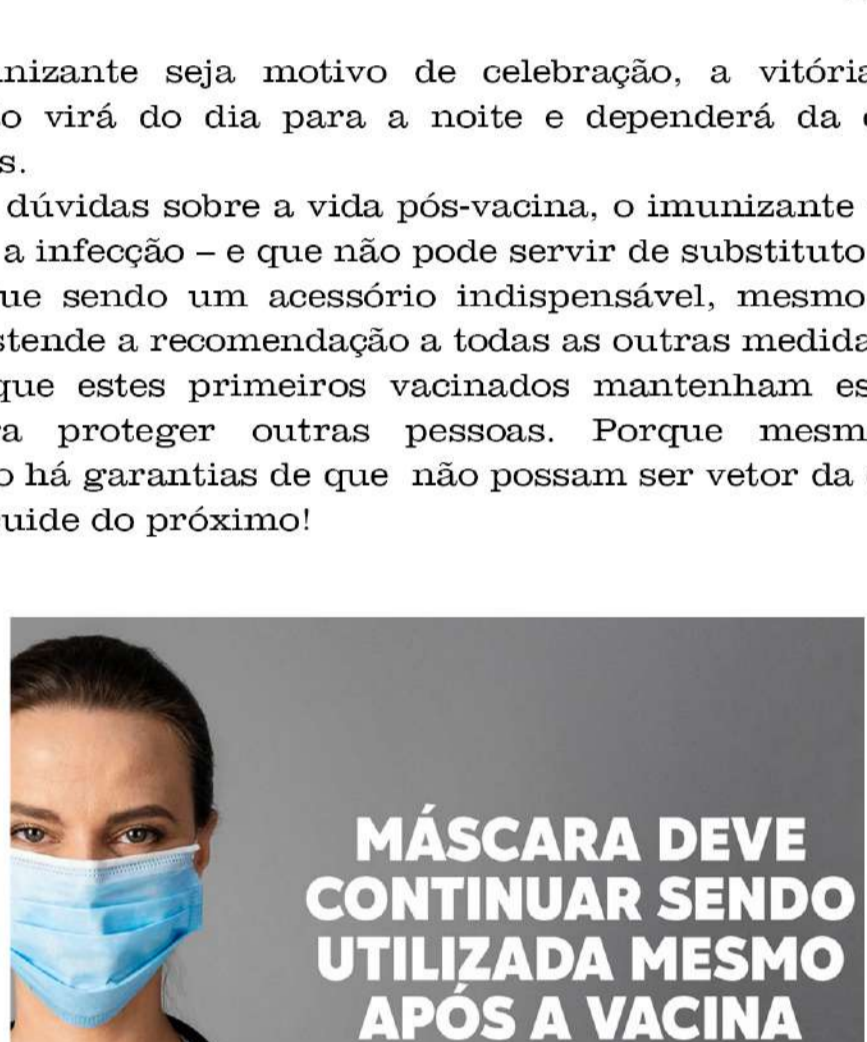 nizante seja motivo de celebração, a vitória
o virá do dia para a noite e dependerá da
s.
dúvidas sobre a vida pós-vacina, o imunizante
a infecção – e que não pode servir de substituto
ue sendo um acessório indispensável, mesmo
stende a recomendação a todas as outras medida
que estes primeiros vacinados mantenham es
a proteger outras pessoas. Porque mesm
o há garantias de que não possam ser vetor da
uide do próximo!
MÁSCARA DEVE
CONTINUAR SENDO
UTILIZADA MESMO
APÓS A VACINA